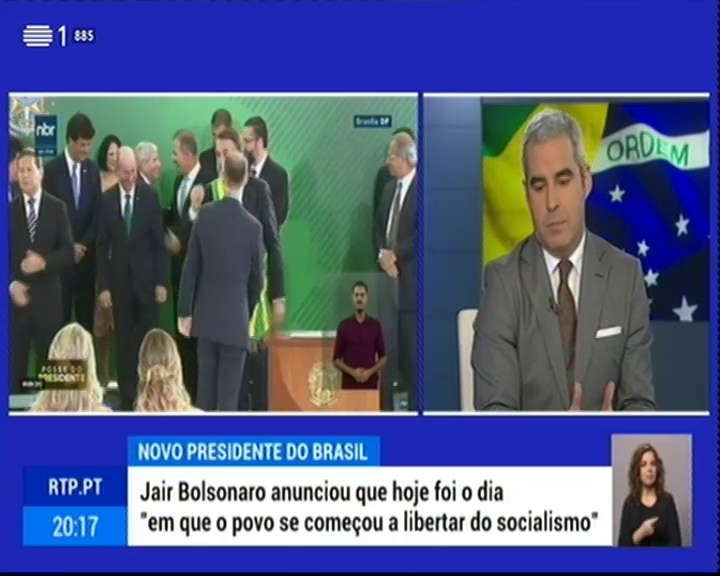 1 885
nbr
Brasília DF
ORDEM
POSSE DO
PRESIDENTE
NOVO PRESIDENTE DO BRASIL
RTP.PT
Jair Bolsonaro anunciou que hoje foi o dia
20:17
"em que o povo se começou a libertar do socialismo"